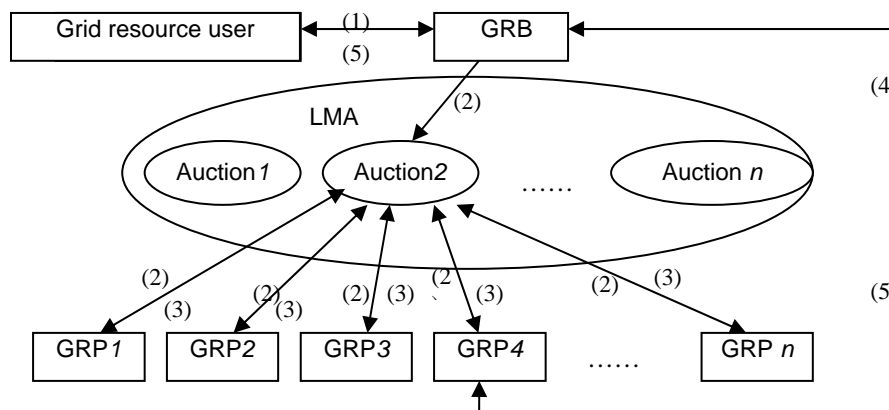 Grid resource user
(1)
GRB
(5)
(4
(2)
LMA
Auction1
Auction2
……
Auction n
(2)
(3)
(2)
(3)
(2)
(3)
(2
、
(3)
(2)
(3)
(5
GRP1
GRP2
GRP3
GRP4
……
GRP n